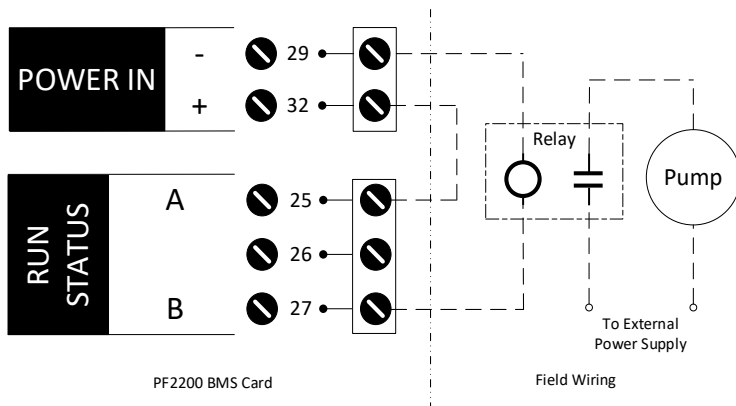 POWER IN
-
29
+
32
RUN
STATUS
A
25
26
B
27
Relay
Pump
To External
Power Supply
PF2200 BMS Card
Field Wiring